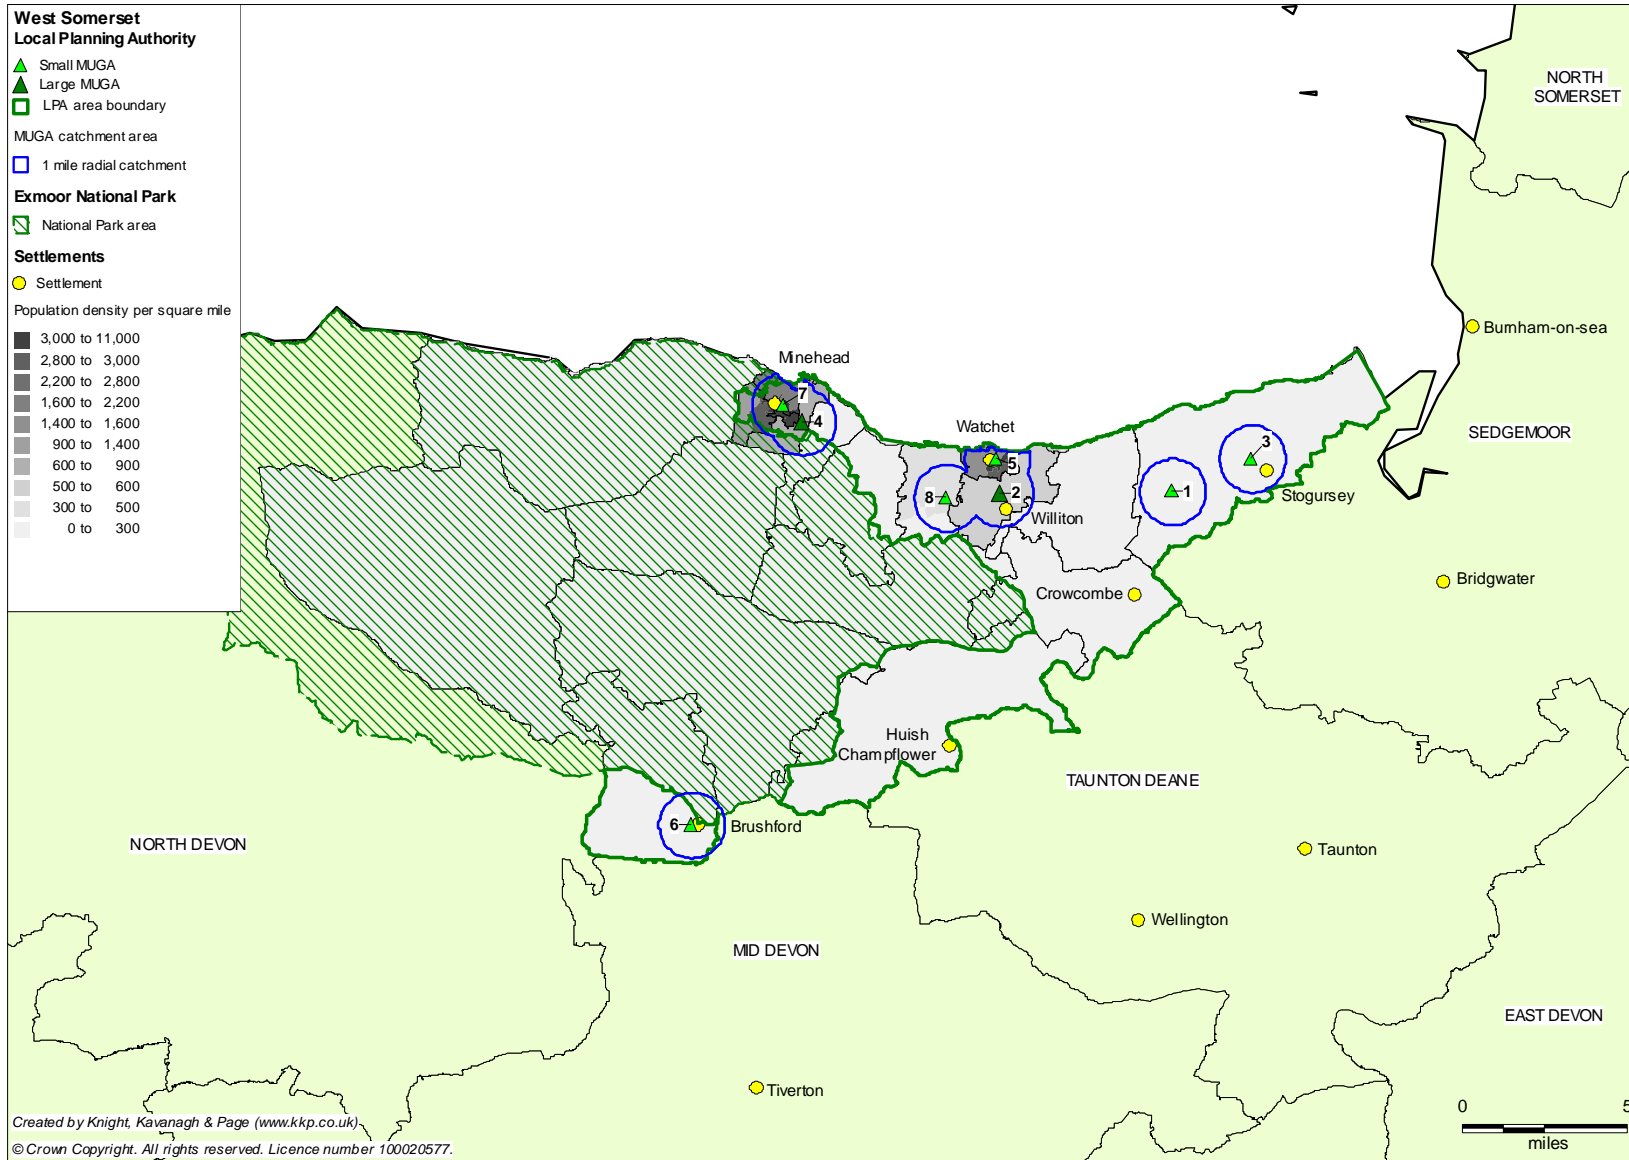 West Somerset
Local Planning Authority
Small MUGA
Large MUGA
LPA area boundary
MUGA catchment area
1 mile radial catchment
Exmoor National Park
National Park area
Settlements
Settlement
Population density per square mile
3,000 to 11,000
2,800 to 3,000
2,200 to 2,800
1,600 to 2,200
1,400 to 1,600
900 to 1,400
600 to 900
500 to 600
300 to 500
0 to 300
NORTH
SOMERSET
Burnham-on-sea
Minehead
7
4
Watchet
SEDGEMOOR
3
5
8
2
1
Stogursey
Williton
Bridgwater
Crowcombe
Huish
Champflower
TAUNTON DEANE
6
Brushford
NORTH DEVON
Taunton
Wellington
MID DEVON
EAST DEVON
Tiverton
0 5
miles
Created by Knight, Kavanagh & Page (www.kkp.co.uk)
© Crown Copyright. All rights reserved. Licence number 100020577.